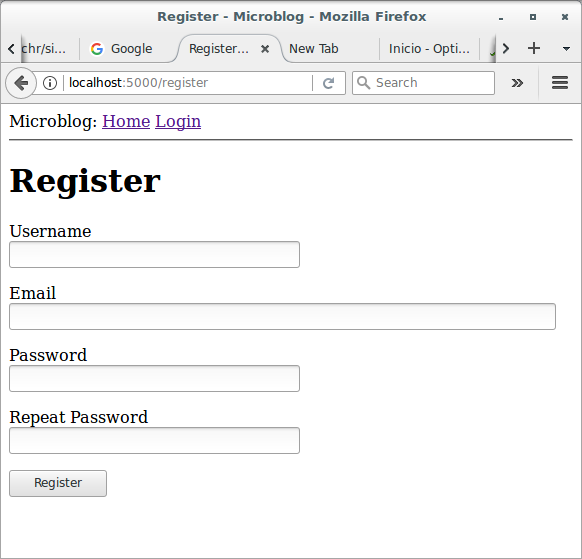 Register - Microblog - Mozilla Firefox
chr/si... Google Register... New Tab Inicio - Opti...
localhost:5000/register Search
Microblog: Home Login
Register
Username
Email
Password
Repeat Password
Register